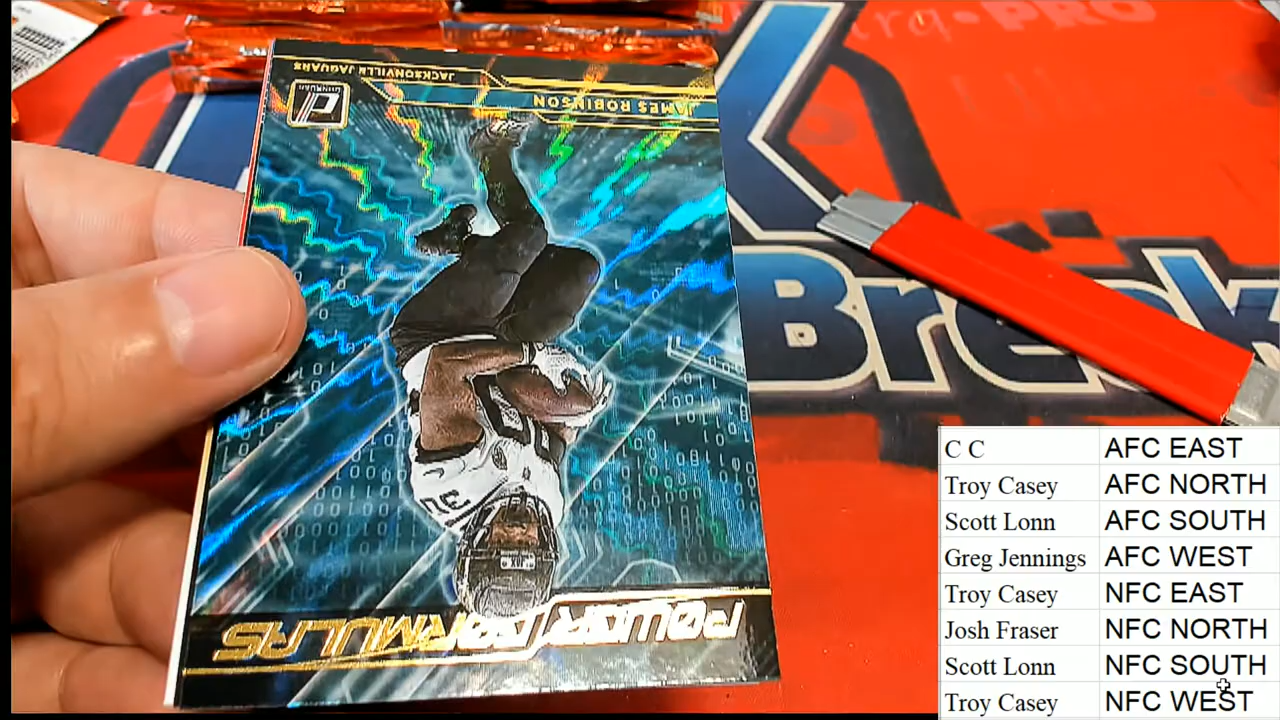 JACKSONVILLE JAGUARS
JAMES ROBINSON
DONRUSS
POWER FORMULAS
Break
C C AFC EAST
Troy Casey AFC NORTH
Scott Lonn AFC SOUTH
Greg Jennings AFC WEST
Troy Casey NFC EAST
Josh Fraser NFC NORTH
Scott Lonn NFC SOUTH
Troy Casey NFC WEST